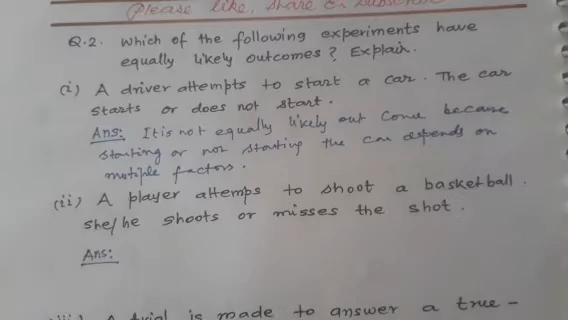 Please like, share & subscribe
Q.2. Which of the following experiments have
equally likely outcomes? Explain.
(i) A driver attempts to start a car. The car
starts or does not start.
Ans: It is not equally likely out come because
starting or not starting the car depends on
multiple factors.
(ii) A player attemps to shoot a basketball.
She/he shoots or misses the shot.
Ans:
(iii) A trial is made to answer a true-